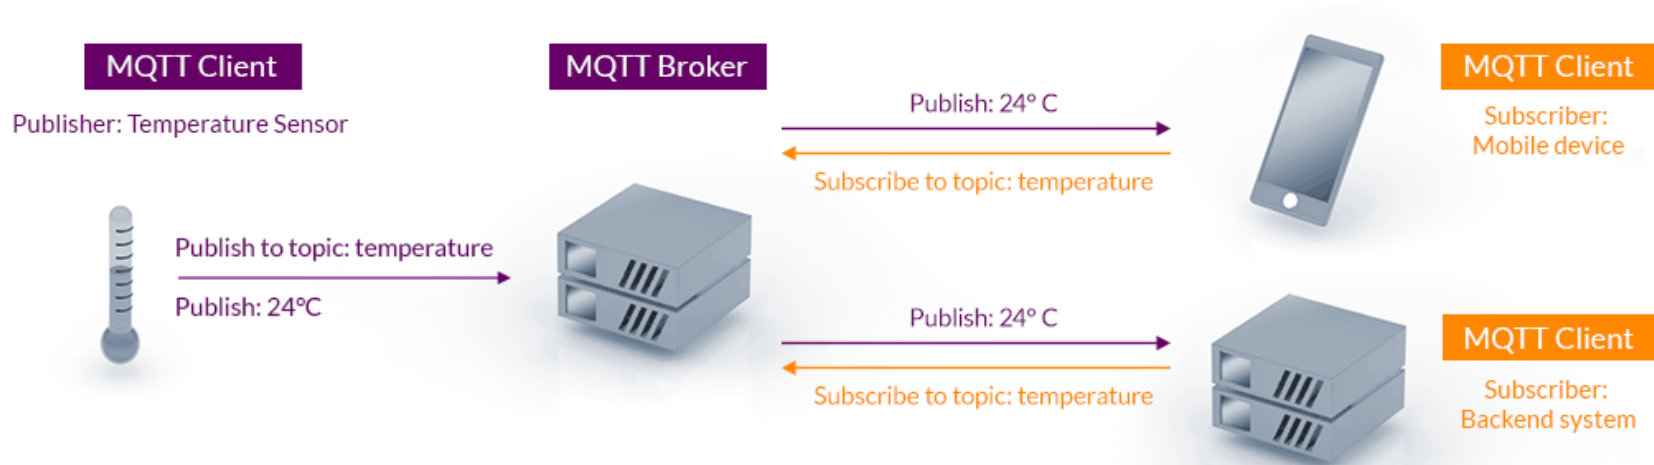 MQTT Client
Publisher: Temperature Sensor
Publish to topic: temperature
Publish: 24°C
MQTT Broker
Publish: 24° C
Subscribe to topic: temperature
MQTT Client
Subscriber:
Mobile device
Publish: 24° C
Subscribe to topic: temperature
MQTT Client
Subscriber:
Backend system